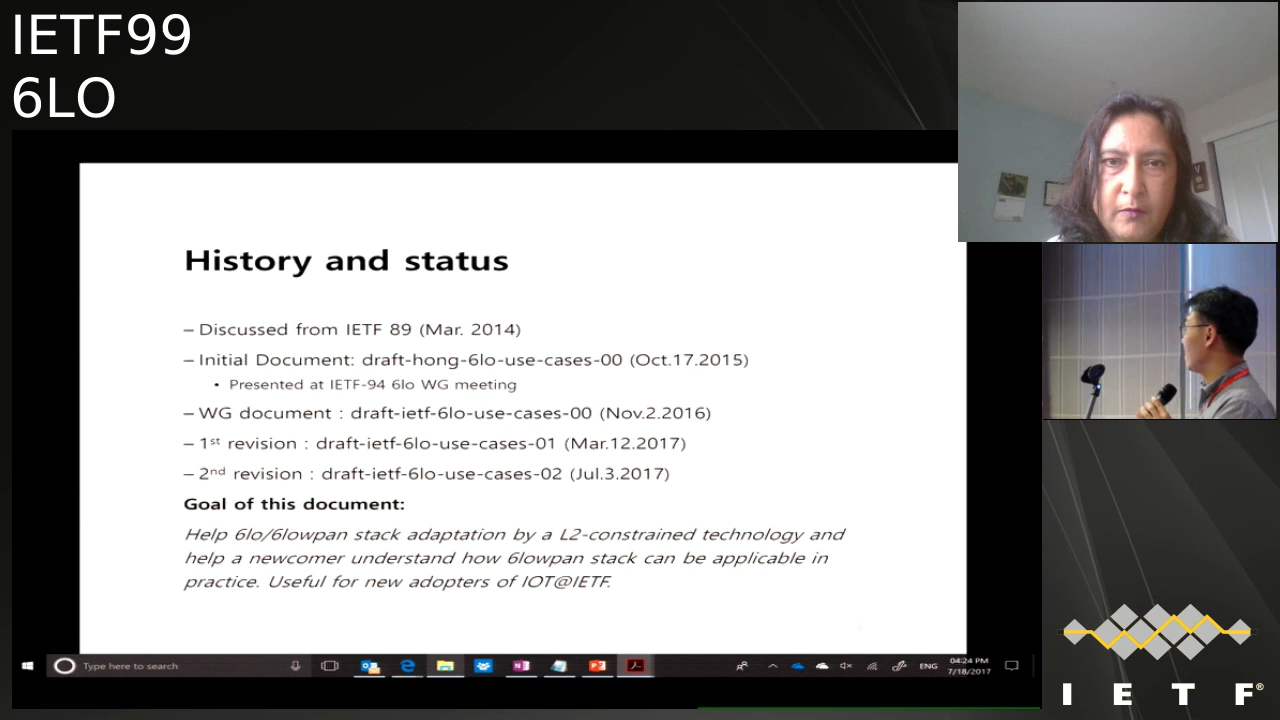 IETF99
6LO
History and status
– Discussed from IETF 89 (Mar. 2014)
– Initial Document: draft-hong-6lo-use-cases-00 (Oct.17.2015)
• Presented at IETF-94 6lo WG meeting
– WG document : draft-ietf-6lo-use-cases-00 (Nov.2.2016)
– 1st revision : draft-ietf-6lo-use-cases-01 (Mar.12.2017)
– 2nd revision : draft-ietf-6lo-use-cases-02 (Jul.3.2017)
Goal of this document:
Help 6lo/6lowpan stack adaptation by a L2-constrained technology and
help a newcomer understand how 6lowpan stack can be applicable in
practice. Useful for new adopters of IOT@IETF.
Type here to search
ENG
04:24 PM
7/18/2017
I E T F®